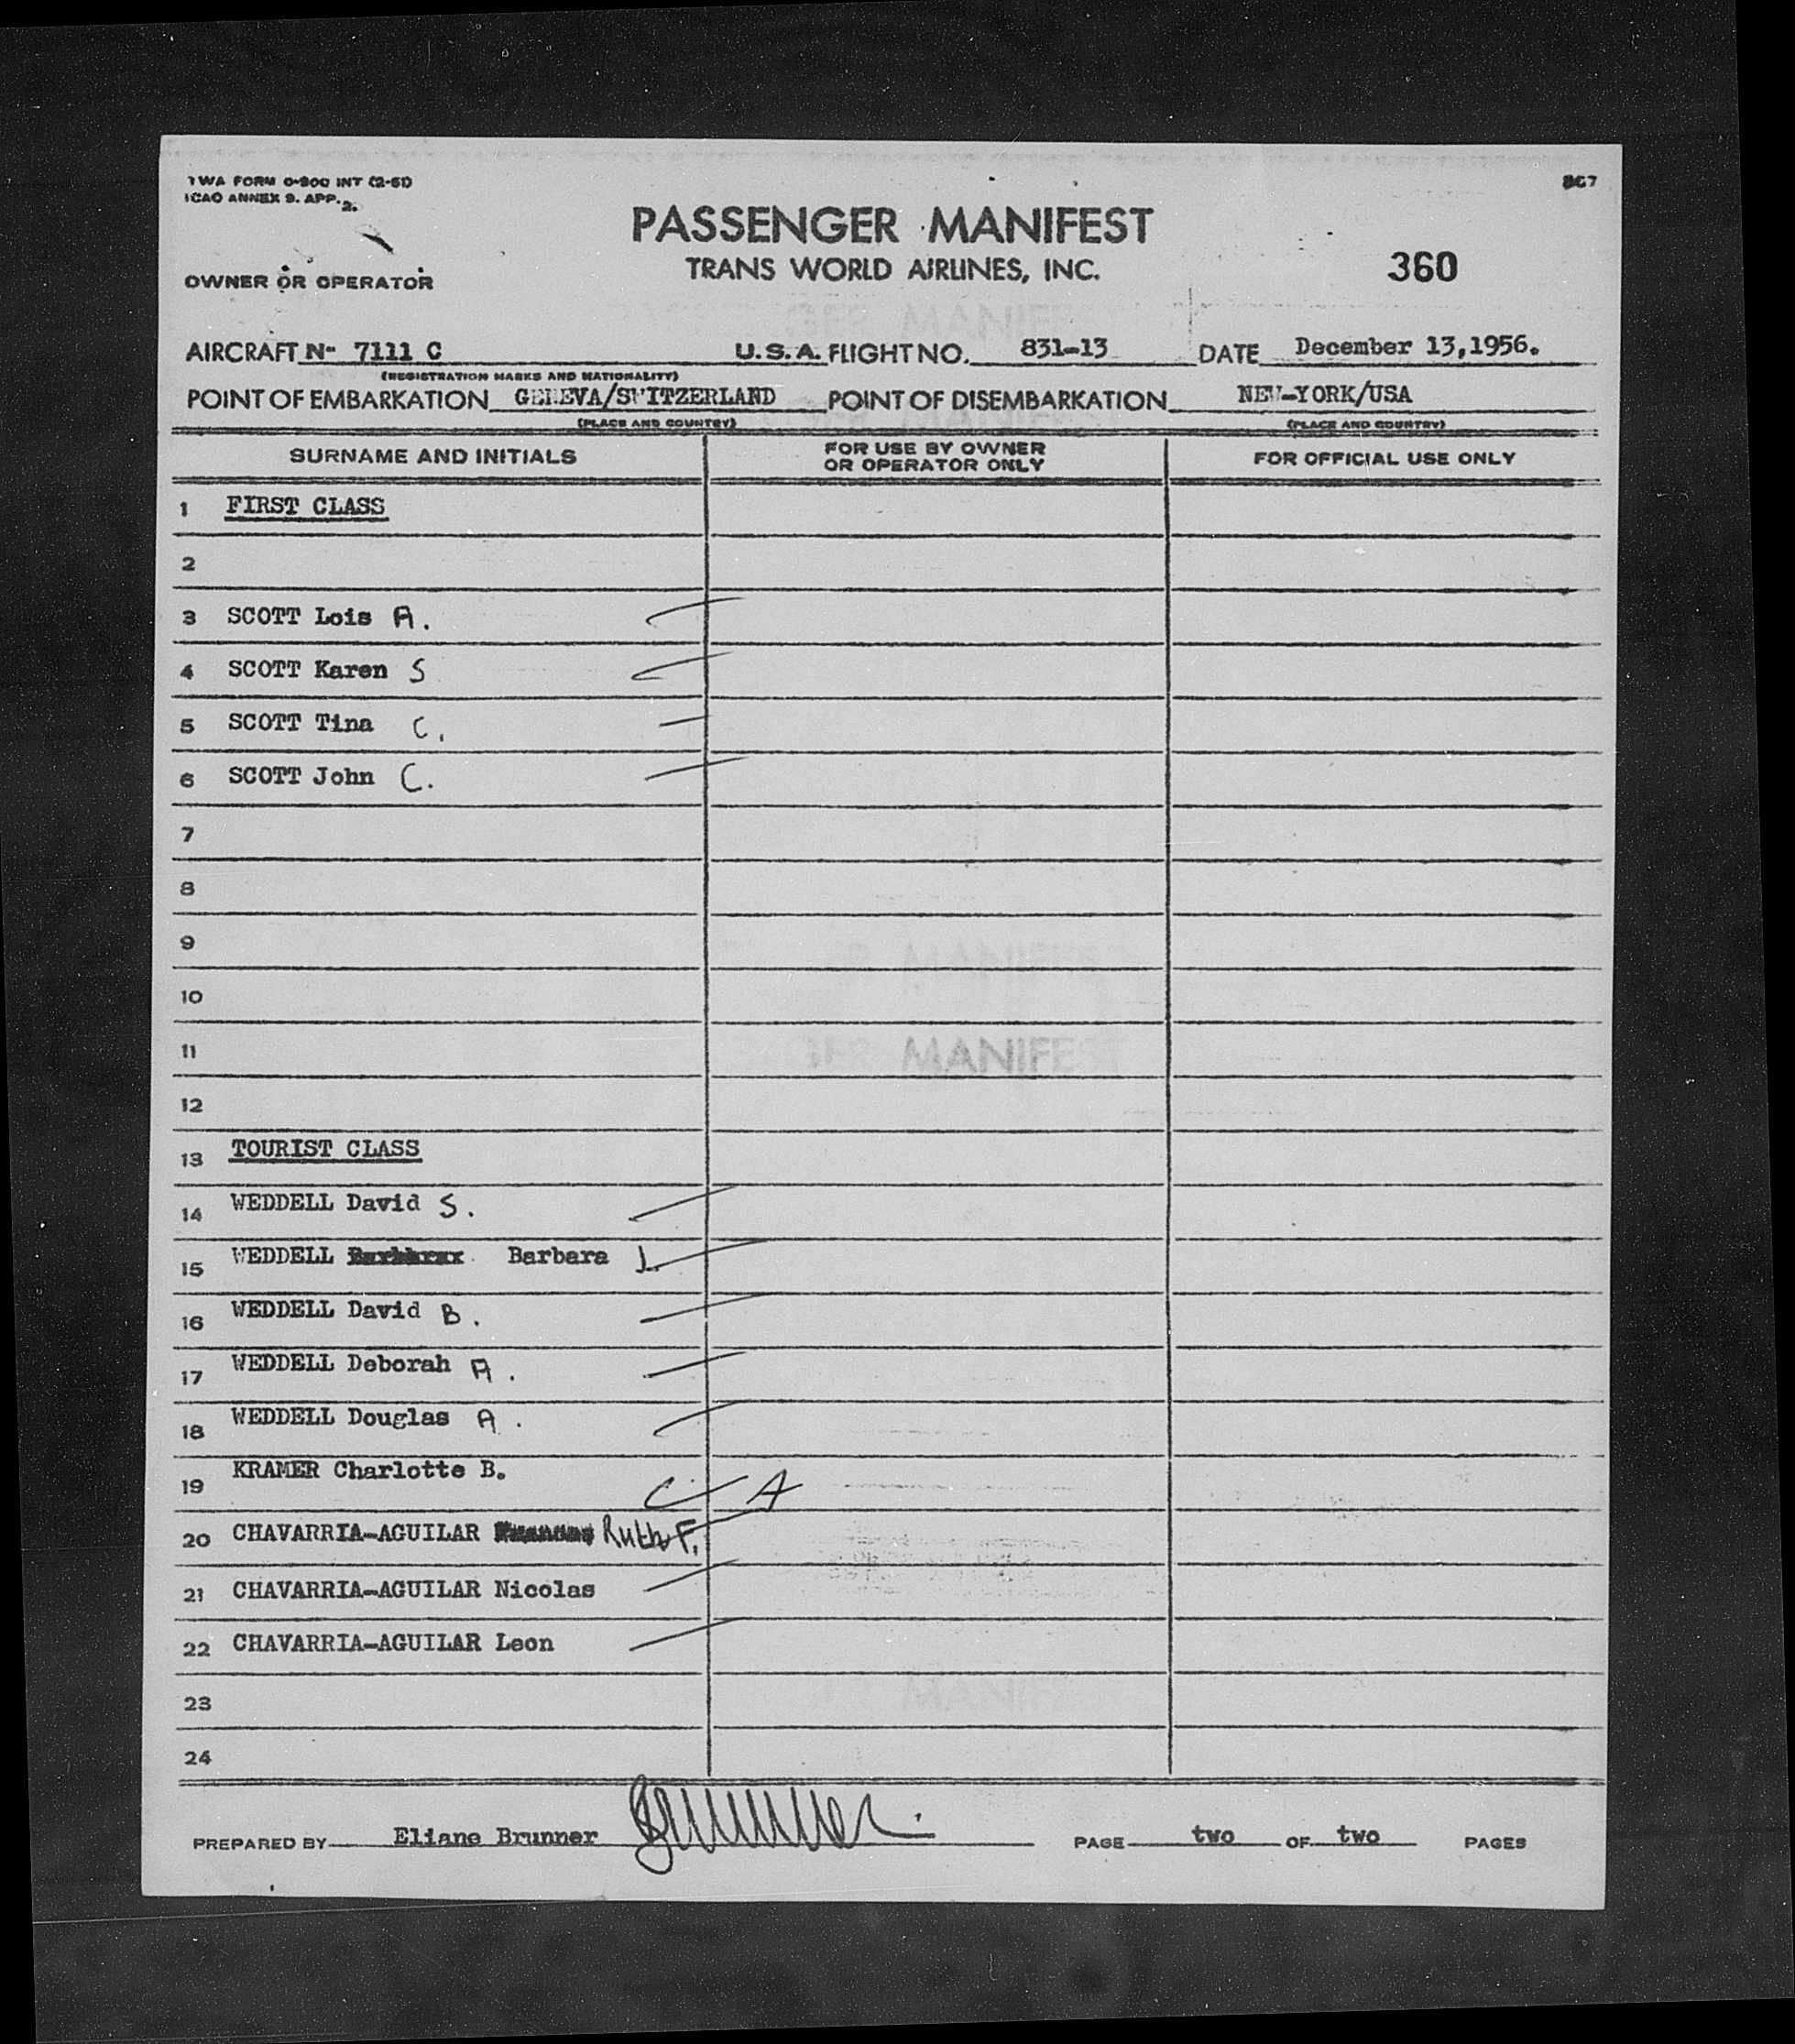 TWA FORM O-800 INT (2-51)
ICAO ANNEX 9. APP. 2.
867
PASSENGER MANIFEST
TRANS WORLD AIRLINES, INC.
360
OWNER OR OPERATOR
AIRCRAFT N- 7111 C U.S.A. FLIGHT NO. 831-13 DATE December 13,1956.
(REGISTRATION MARKS AND NATIONALITY)
POINT OF EMBARKATION GENEVA/SWITZERLAND POINT OF DISEMBARKATION NEW-YORK/USA
(PLACE AND COUNTRY) (PLACE AND COUNTRY)
SURNAME AND INITIALS FOR USE BY OWNER OR OPERATOR ONLY FOR OFFICIAL USE ONLY
1 FIRST CLASS
2
3 SCOTT Lois A.
4 SCOTT Karen S
5 SCOTT Tina C.
6 SCOTT John C.
7
8
9
10
11
12
13 TOURIST CLASS
14 WEDDELL David S.
15 WEDDELL Barbara J.
16 WEDDELL David B.
17 WEDDELL Deborah A.
18 WEDDELL Douglas A.
19 KRAMER Charlotte B. A
20 CHAVARRIA-AGUILAR Ruth F.
21 CHAVARRIA-AGUILAR Nicolas
22 CHAVARRIA-AGUILAR Leon
23
24
PREPARED BY Eliane Brunner Brunner PAGE two OF two PAGES